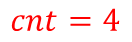 cnt = 4